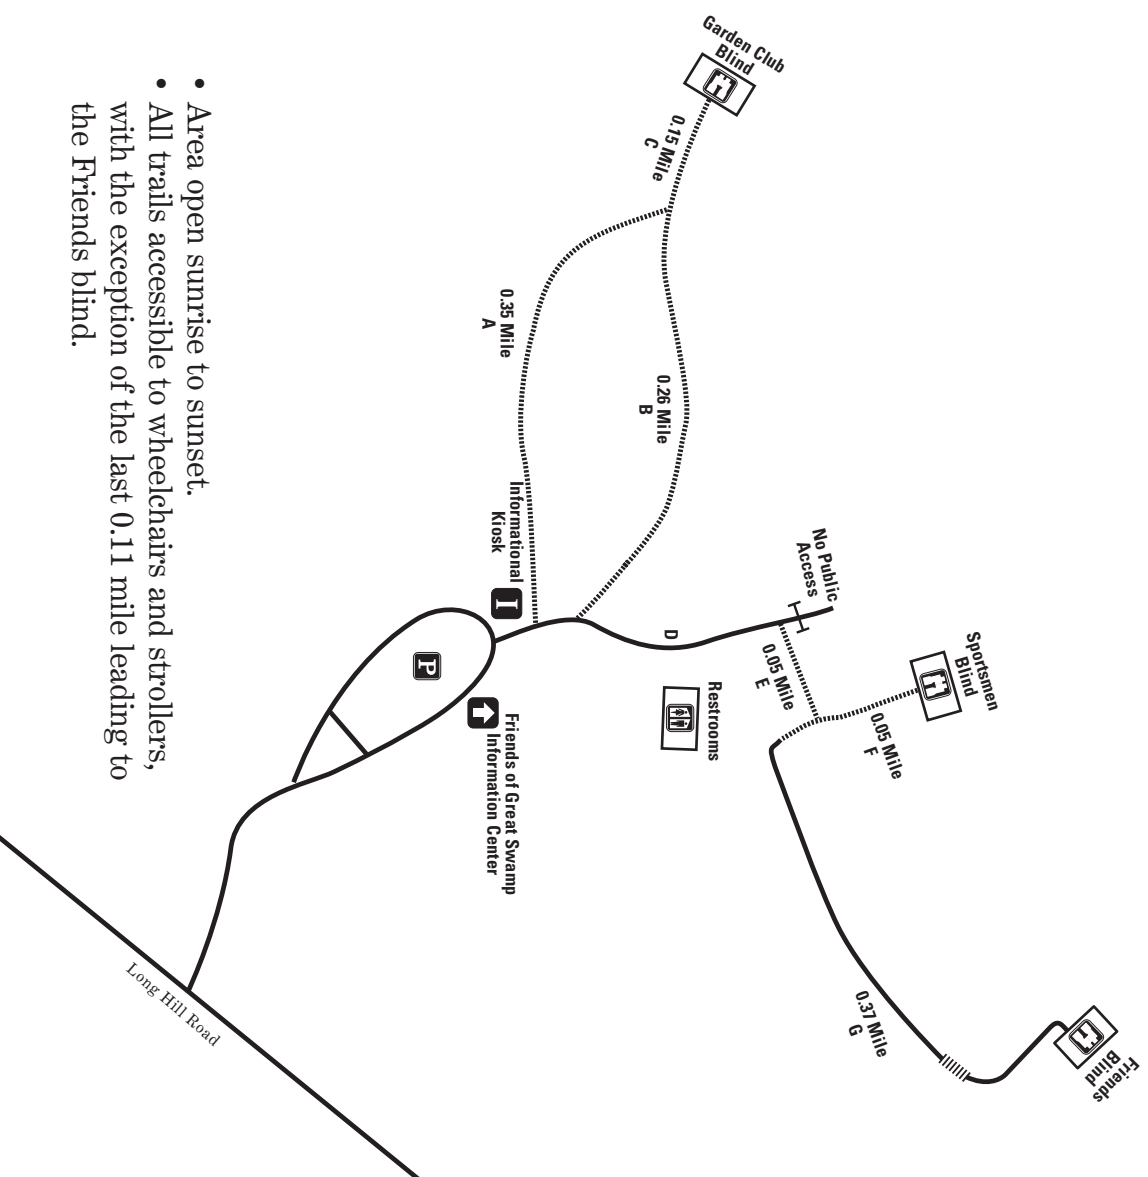 Garden Club
Blind
0.15 Mile
C
0.35 Mile
A
0.26 Mile
B
Informational
Kiosk
I
No Public
Access
D
0.05 Mile
E
Sportsmen
Blind
0.05 Mile
F
Restrooms
P
Friends of Great Swamp
Information Center
0.37 Mile
G
Friends
Blind
Long Hill Road
• Area open sunrise to sunset.
• All trails accessible to wheelchairs and strollers,
with the exception of the last 0.11 mile leading to
the Friends blind.